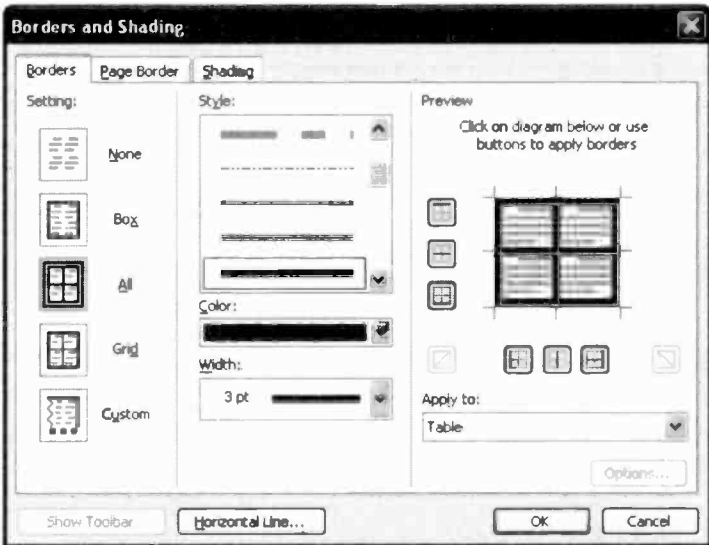 Borders and Shading
Borders
Page Border
Shading
Setting:
None
Box
All
Grid
Custom
Style:
Color:
Width:
3 pt
Preview
Click on diagram below or use
buttons to apply borders
Apply to:
Table
Options...
Show Toolbar
Horizontal Line...
OK
Cancel